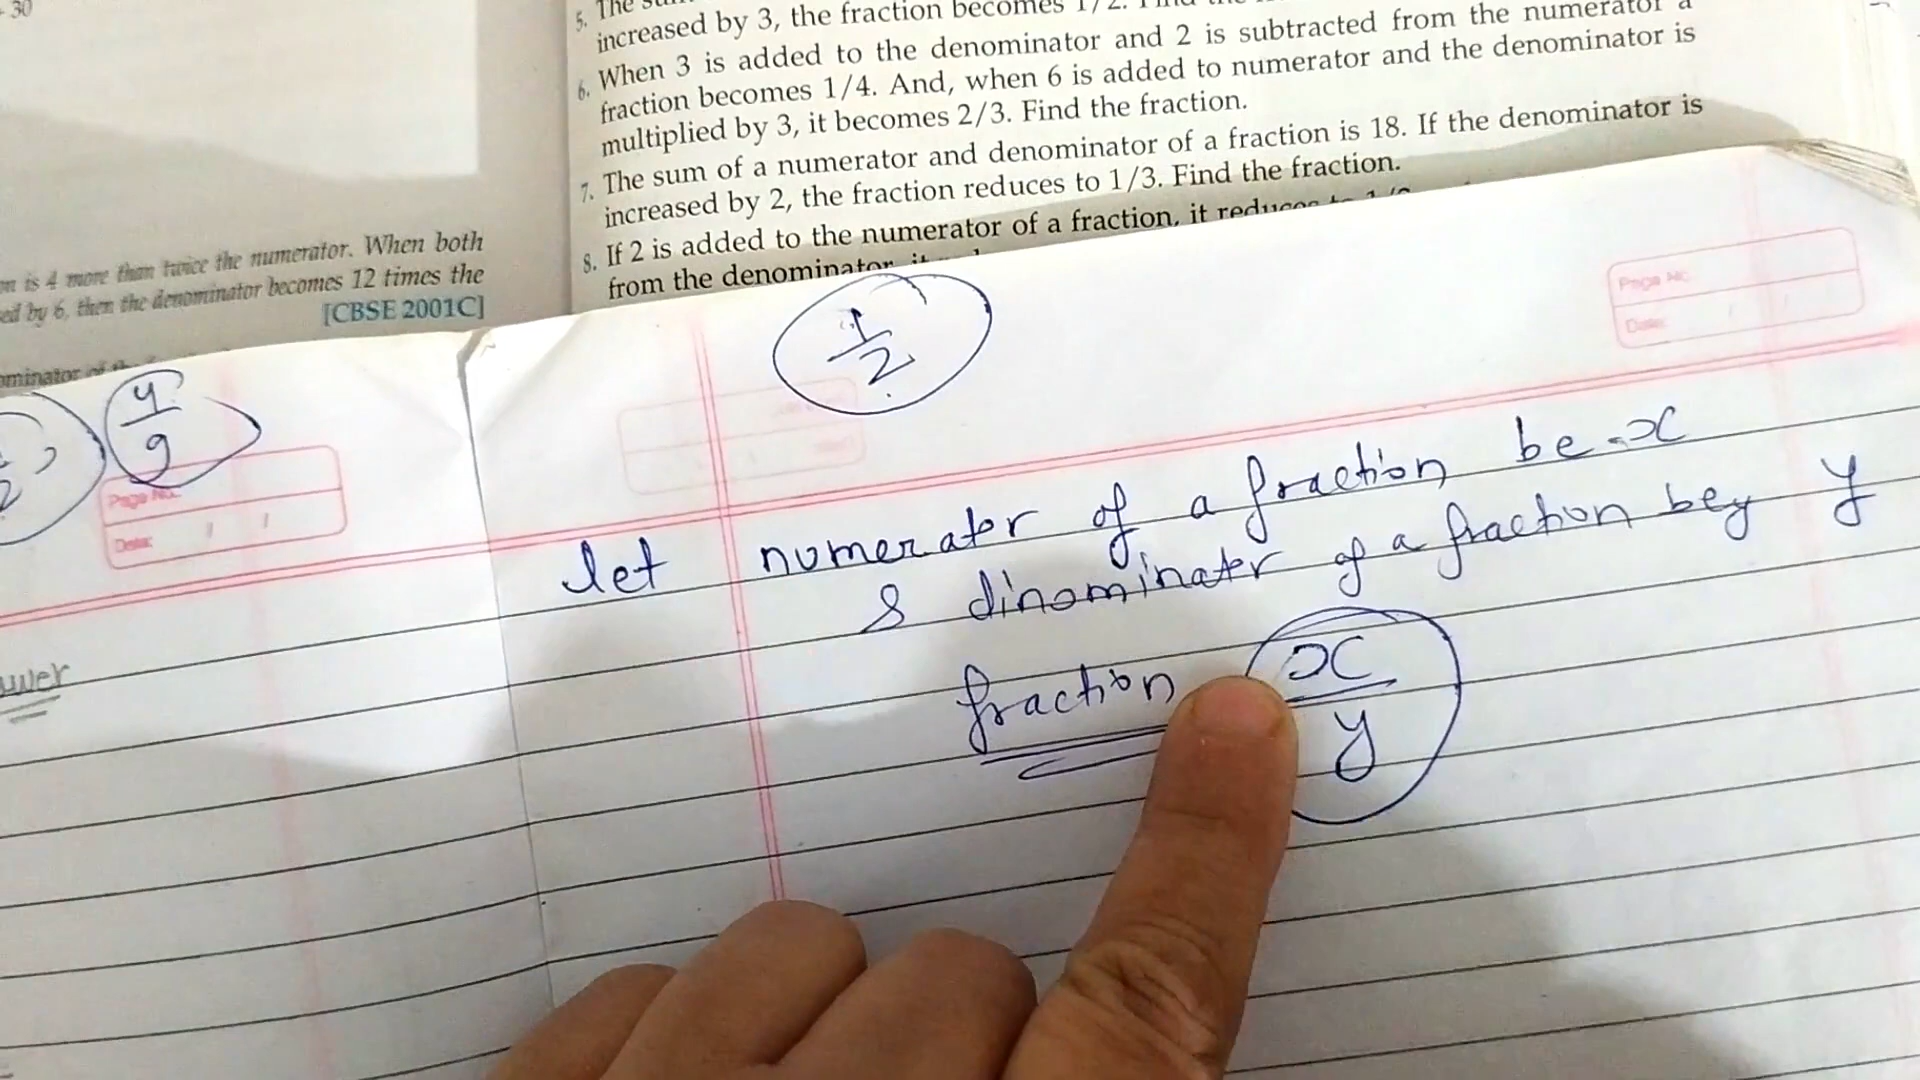 30
is 4 more than twice the numerator. When both
by 6, then the denominator becomes 12 times the
[CBSE 2001C]
5. The
increased by 3, the fraction becomes 1/2.
6. When 3 is added to the denominator and 2 is subtracted from the numerator a
fraction becomes 1/4. And, when 6 is added to numerator and the denominator is
multiplied by 3, it becomes 2/3. Find the fraction.
7. The sum of a numerator and denominator of a fraction is 18. If the denominator is
increased by 2, the fraction reduces to 1/3. Find the fraction.
8. If 2 is added to the numerator of a fraction, it reduces
from the denominator
4
9
2
Page No.
Date:
1
2
Page No.
Date:
let numerator of a fraction be x
& dinominater of a fraction bey y
fraction x
y